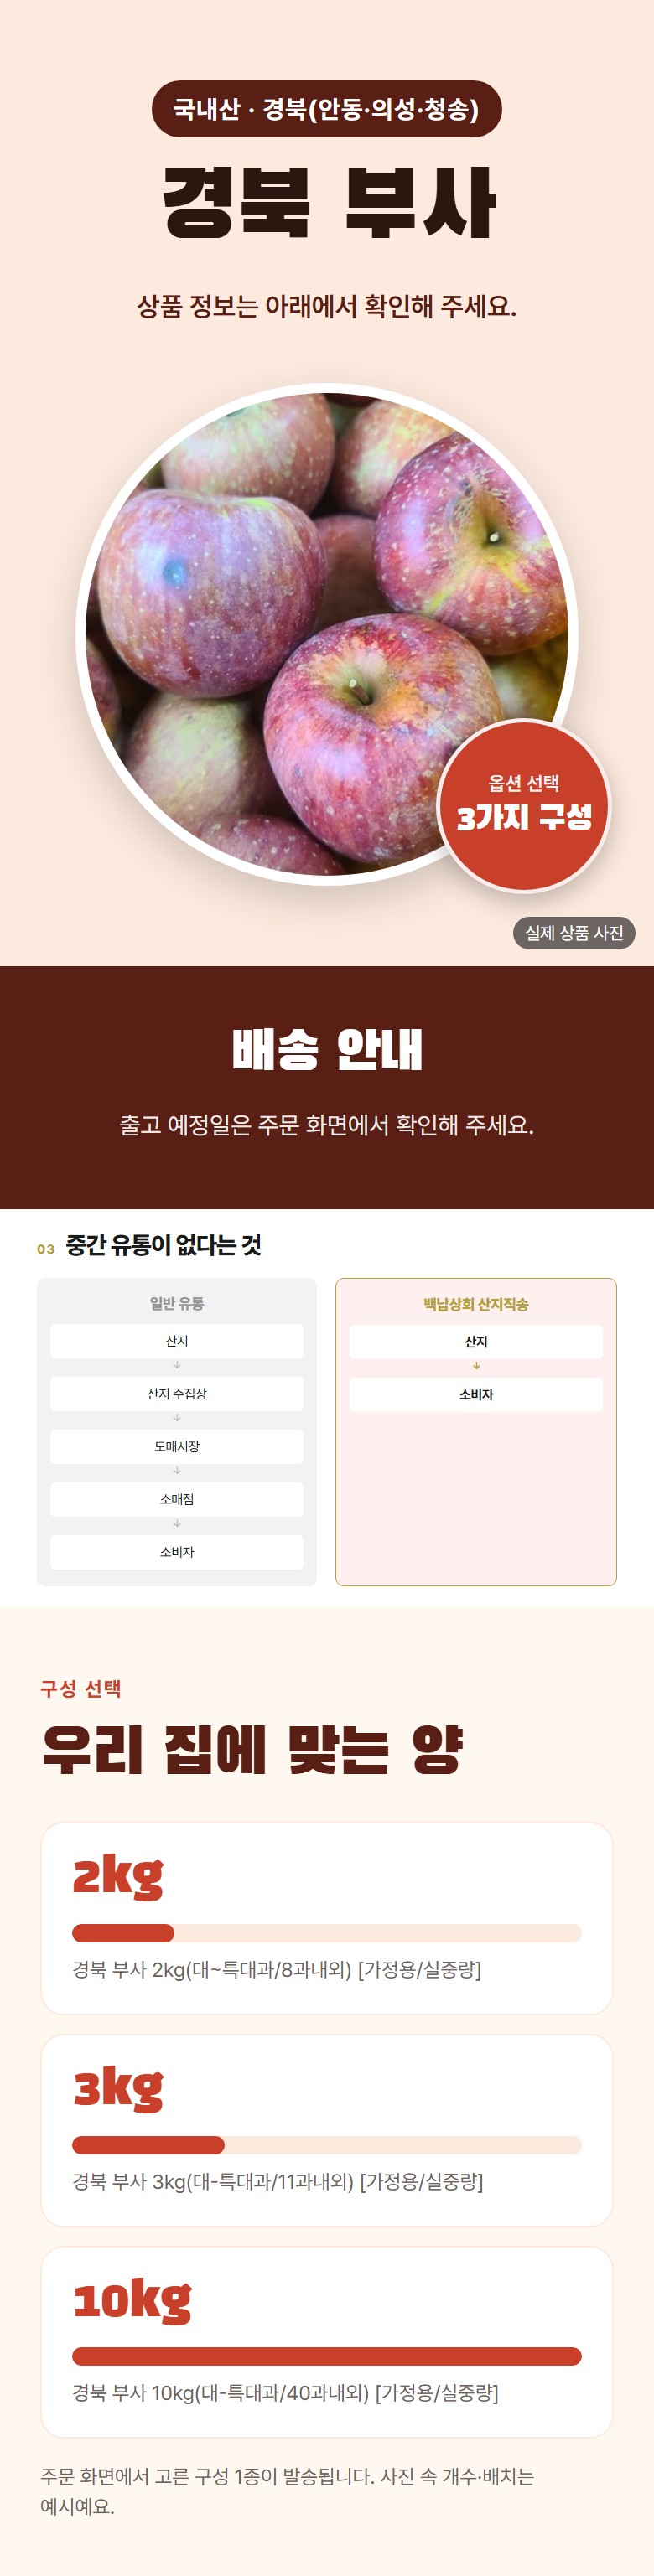 국내산 · 경북(안동·의성·청송)
경북 부사
상품 정보는 아래에서 확인해 주세요.
옵션 선택
3가지 구성
실제 상품 사진
배송 안내
출고 예정일은 주문 화면에서 확인해 주세요.
03 중간 유통이 없다는 것
일반 유통
산지
↓
산지 수집상
↓
도매시장
↓
소매점
↓
소비자
백납상회 산지직송
산지
↓
소비자
구성 선택
우리 집에 맞는 양
2kg
경북 부사 2kg(대~특대과/8과내외) [가정용/실중량]
3kg
경북 부사 3kg(대-특대과/11과내외) [가정용/실중량]
10kg
경북 부사 10kg(대-특대과/40과내외) [가정용/실중량]
주문 화면에서 고른 구성 1종이 발송됩니다. 사진 속 개수·배치는
예시예요.